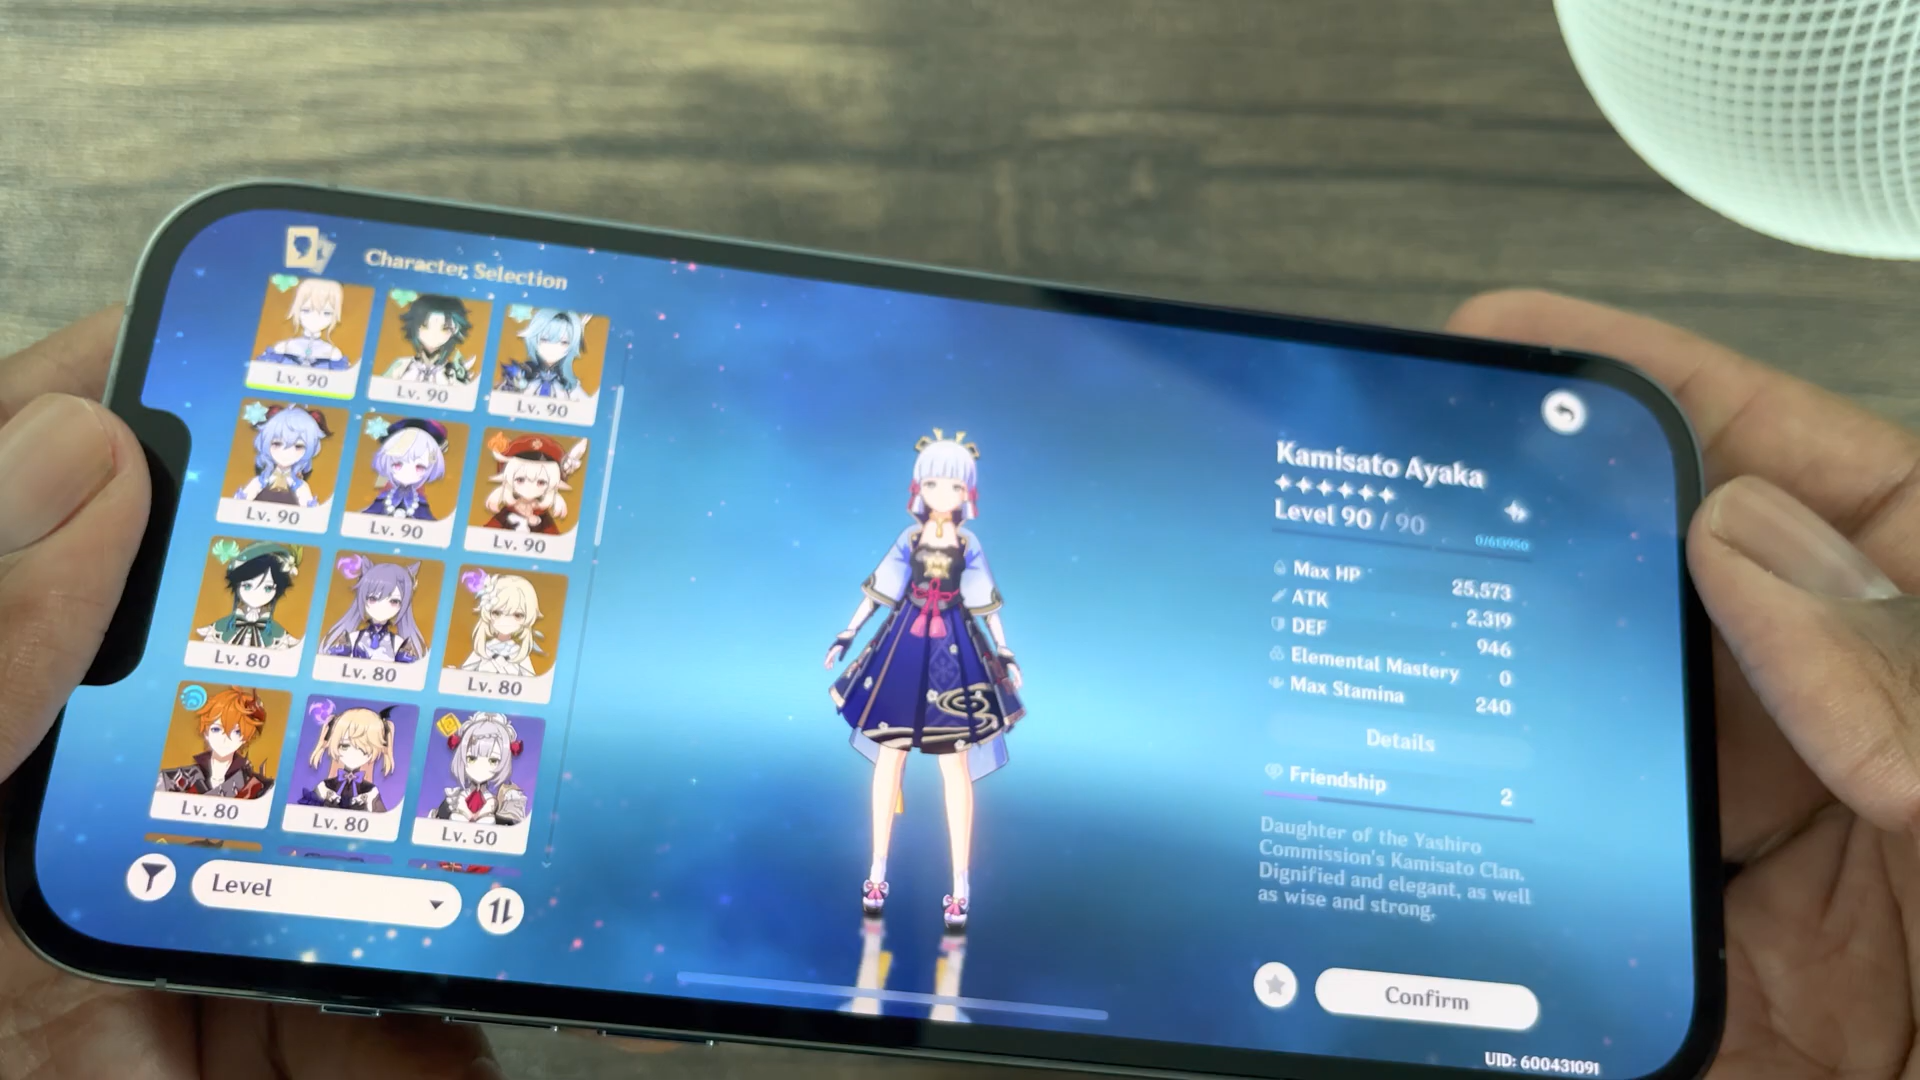 Character Selection
Lv. 90
Lv. 90
Lv. 90
Lv. 90
Lv. 90
Lv. 90
Lv. 80
Lv. 80
Lv. 80
Lv. 80
Lv. 80
Lv. 50
Level
Kamisato Ayaka
Level 90 / 90
0/613950
Max HP 25,573
ATK 2,319
DEF 946
Elemental Mastery 0
Max Stamina 240
Details
Friendship 2
Daughter of the Yashiro
Commission's Kamisato Clan.
Dignified and elegant, as well
as wise and strong.
Confirm
UID: 600431091